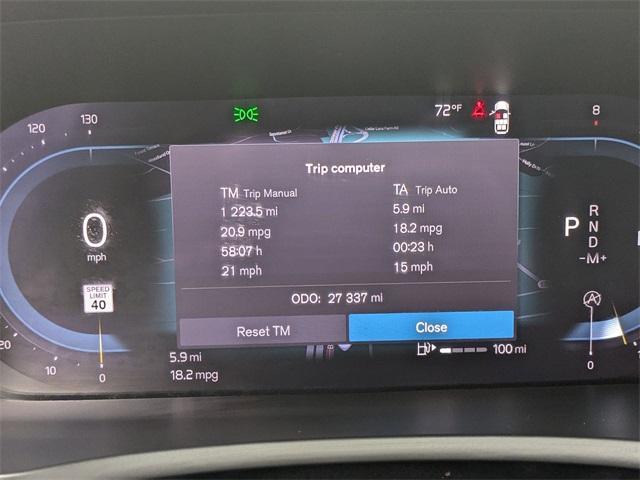 72°F
120
130
8
Trip computer
TM Trip Manual
TA Trip Auto
1 223.5 mi
5.9 mi
20.9 mpg
18.2 mpg
58:07 h
00:23 h
21 mph
15 mph
ODO: 27 337 mi
Reset TM
Close
0
mph
SPEED
LIMIT
40
P
R
N
D
-M+
A
20
10
0
5.9 mi
18.2 mpg
8
100 mi
0